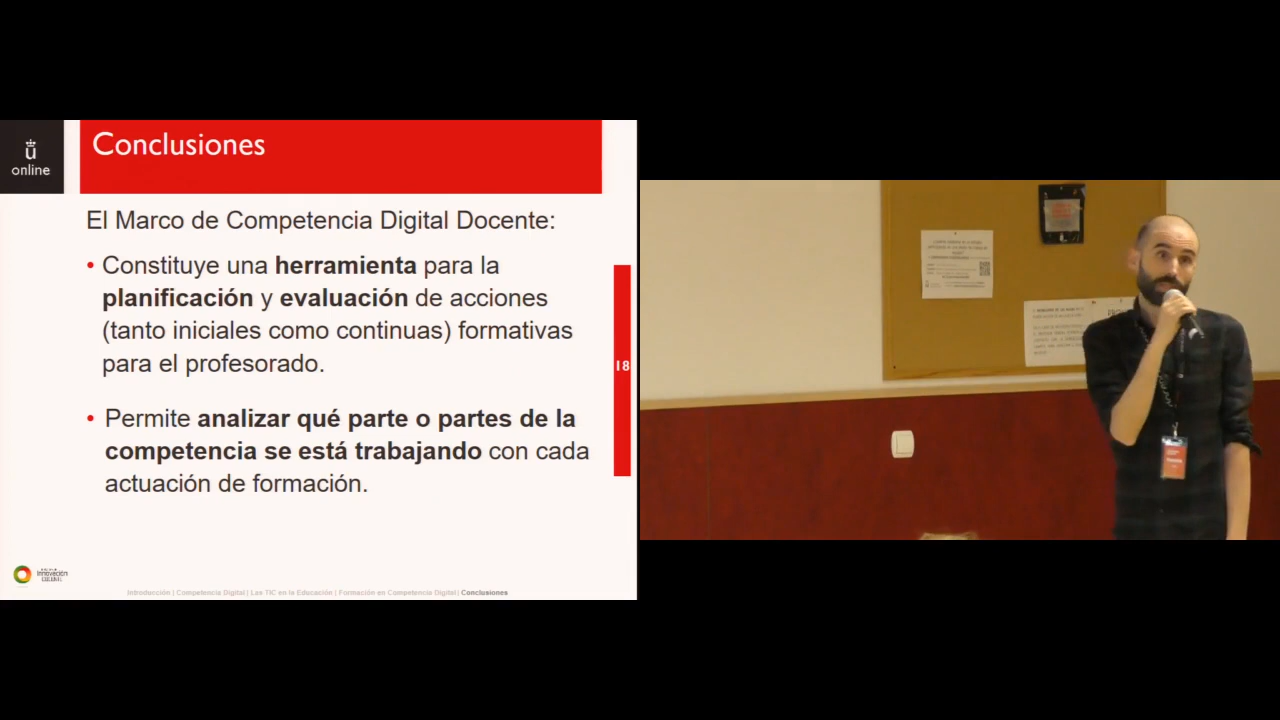 ü
online
Conclusiones
El Marco de Competencia Digital Docente:
• Constituye una herramienta para la
planificación y evaluación de acciones
(tanto iniciales como continuas) formativas
para el profesorado.
• Permite analizar qué parte o partes de la
competencia se está trabajando con cada
actuación de formación.
18
innovación
Introducción | Competencia Digital | Las TIC en la Educación | Formación en Competencia Digital | Conclusiones